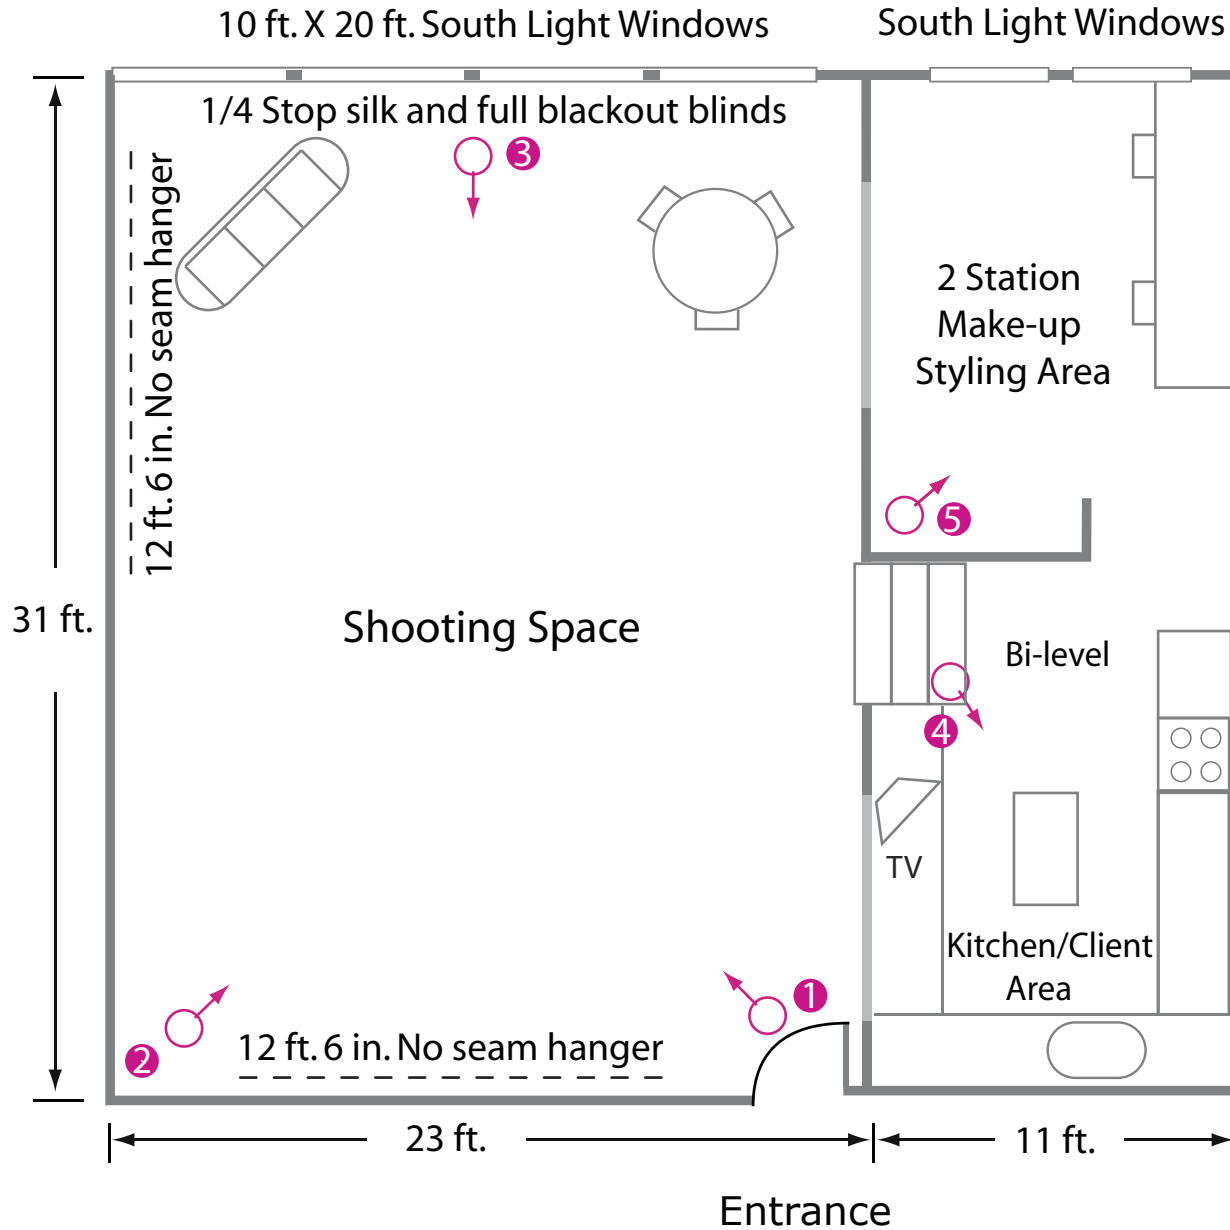 10 ft. X 20 ft. South Light Windows
South Light Windows
1/4 Stop silk and full blackout blinds
3
12 ft. 6 in. No seam hanger
2 Station
Make-up
Styling Area
5
31 ft.
Shooting Space
Bi-level
4
TV
Kitchen/Client
Area
1
2
12 ft. 6 in. No seam hanger
23 ft.
11 ft.
Entrance